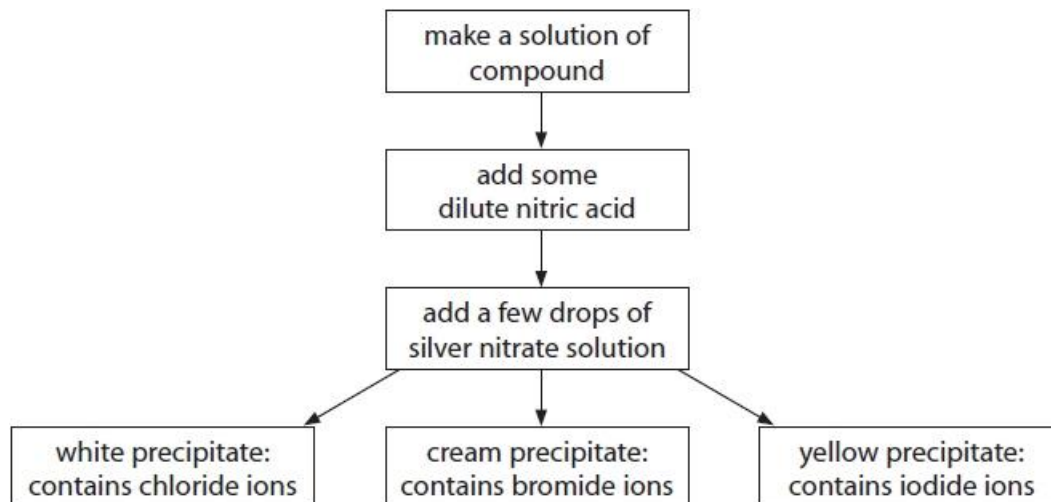 make a solution of
compound
add some
dilute nitric acid
add a few drops of
silver nitrate solution
white precipitate:
contains chloride ions
cream precipitate:
contains bromide ions
yellow precipitate:
contains iodide ions